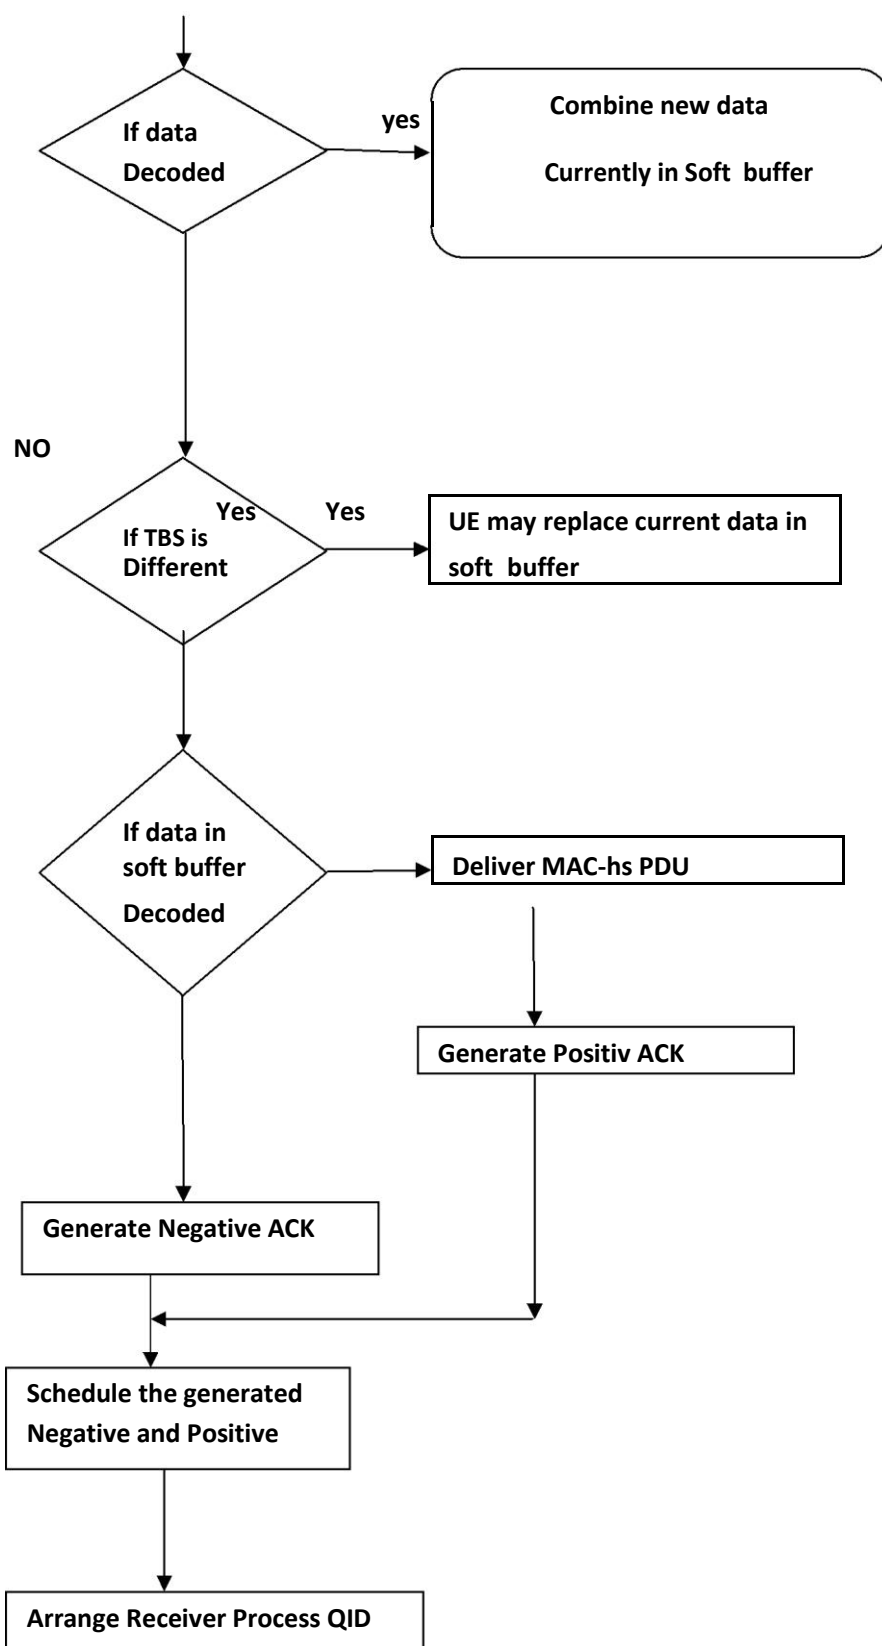 If data
Decoded
yes
Combine new data
Currently in Soft buffer
NO
If TBS is
Different
Yes
Yes
UE may replace current data in
soft buffer
If data in
soft buffer
Decoded
Deliver MAC-hs PDU
Generate Positiv ACK
Generate Negative ACK
Schedule the generated
Negative and Positive
Arrange Receiver Process QID